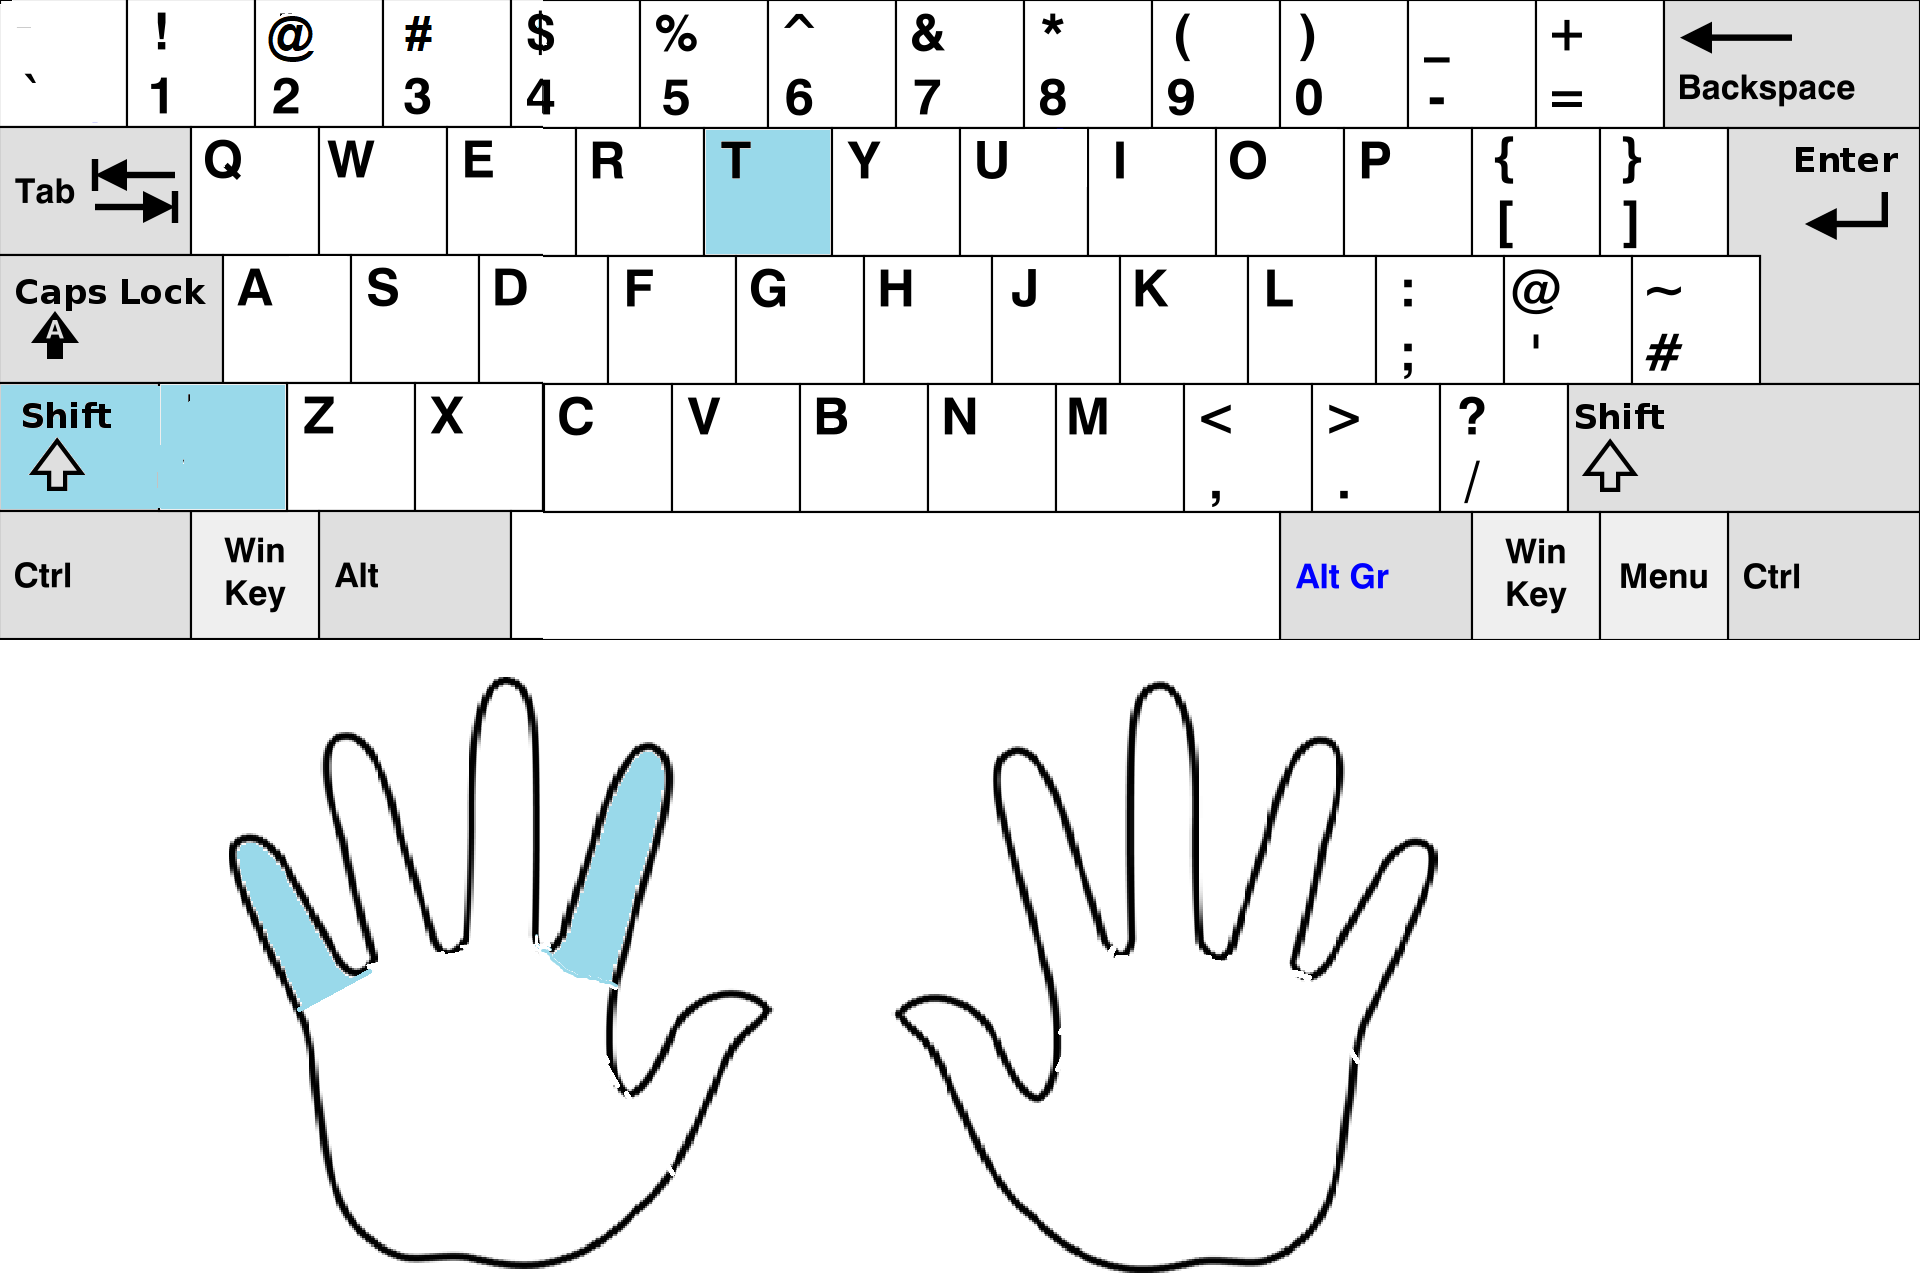 ! @ # $ % ^ & * ( ) _ +
` 1 2 3 4 5 6 7 8 9 0 - = Backspace
Tab Q W E R T Y U I O P { } Enter
[ ]
Caps Lock A S D F G H J K L : @ ~
A ; ' #
Shift Z X C V B N M < > ? Shift
, . /
Ctrl Win Key Alt Alt Gr Win Key Menu Ctrl